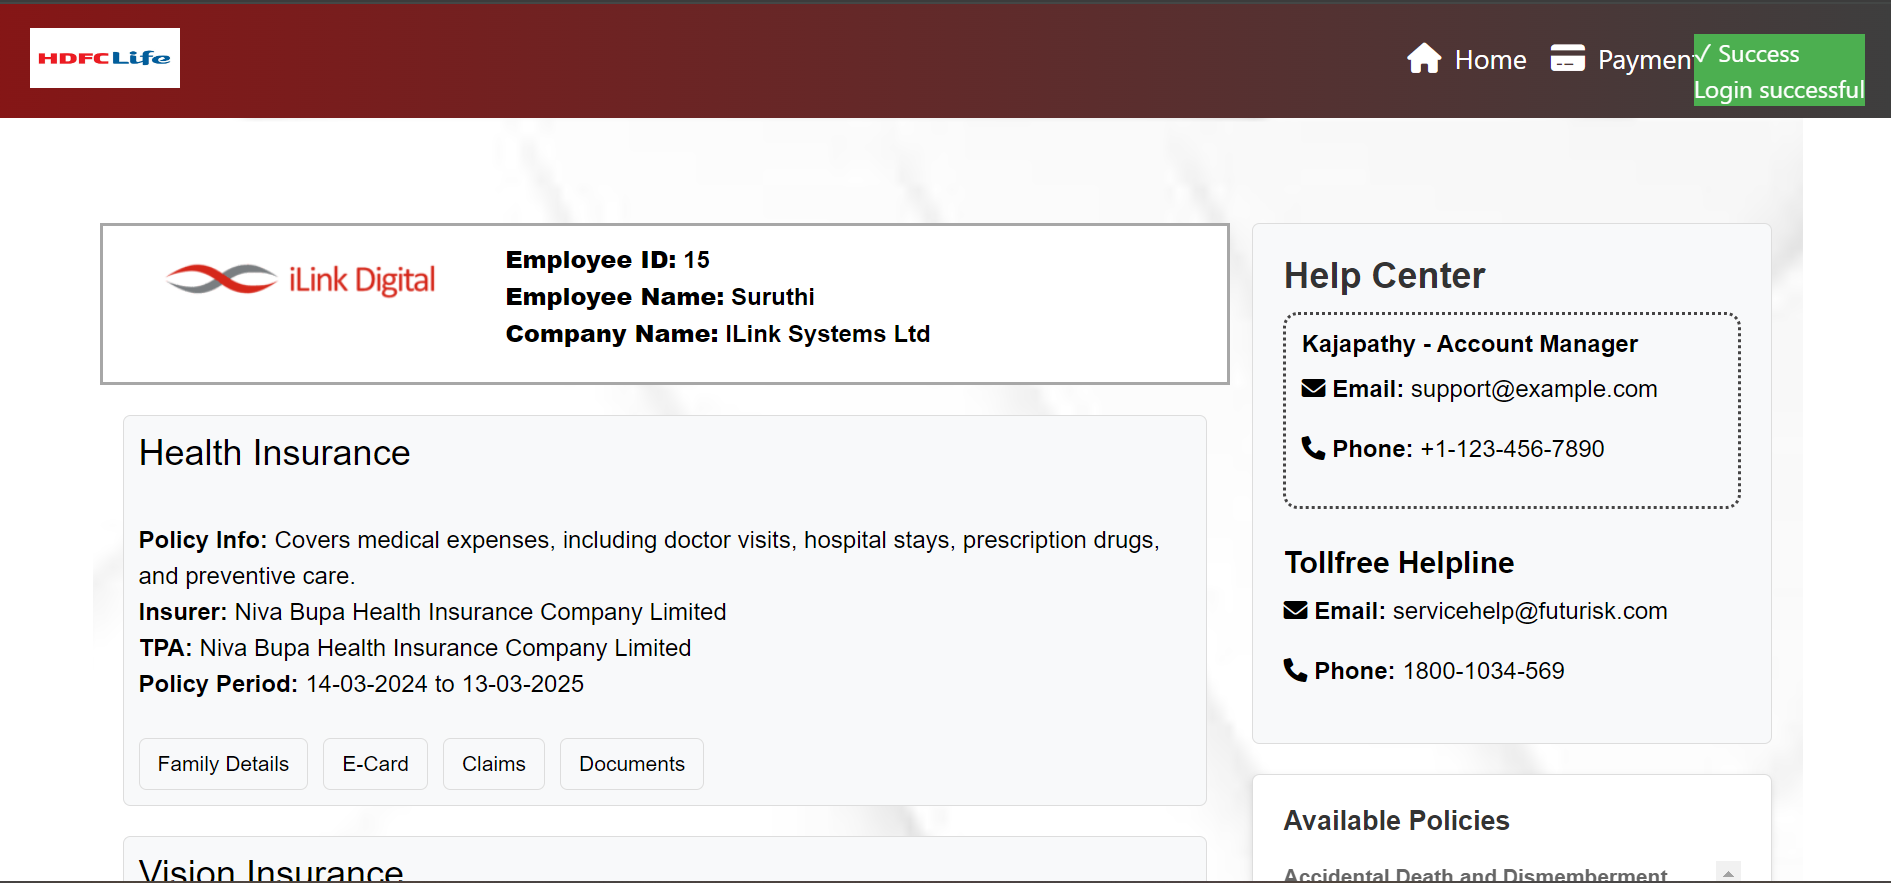 HDFC Life
Home
Payment
✓ Success
Login successful
iLink Digital
Employee ID: 15
Employee Name: Suruthi
Company Name: ILink Systems Ltd
Health Insurance
Policy Info: Covers medical expenses, including doctor visits, hospital stays, prescription drugs,
and preventive care.
Insurer: Niva Bupa Health Insurance Company Limited
TPA: Niva Bupa Health Insurance Company Limited
Policy Period: 14-03-2024 to 13-03-2025
Family Details
E-Card
Claims
Documents
Vision Insurance
Help Center
Kajapathy - Account Manager
Email: support@example.com
Phone: +1-123-456-7890
Tollfree Helpline
Email: servicehelp@futurisk.com
Phone: 1800-1034-569
Available Policies
Accidental Death and Dismemberment